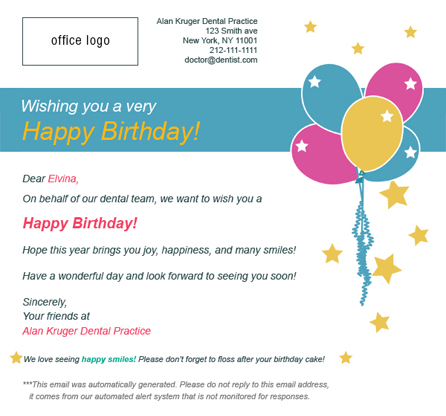 office logo
Alan Kruger Dental Practice
123 Smith ave
New York, NY 11001
212-111-1111
doctor@dentist.com
Wishing you a very
Happy Birthday!
Dear Elvina,
On behalf of our dental team, we want to wish you a
Happy Birthday!
Hope this year brings you joy, happiness, and many smiles!
Have a wonderful day and look forward to seeing you soon!
Sincerely,
Your friends at
Alan Kruger Dental Practice
We love seeing happy smiles! Please don't forget to floss after your birthday cake!
***This email was automatically generated. Please do not reply to this email address,
it comes from our automated alert system that is not monitored for responses.